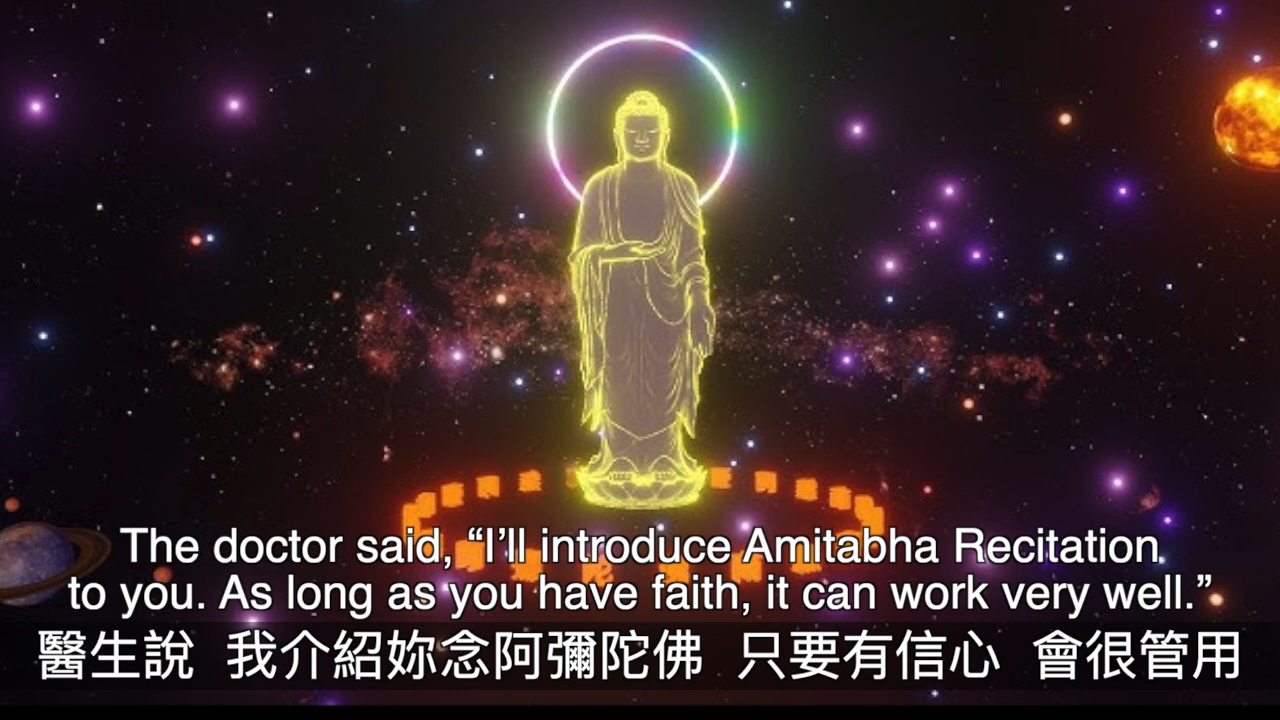 The doctor said, “I’ll introduce Amitabha Recitation
to you. As long as you have faith, it can work very well.”
醫生說 我介紹妳念阿彌陀佛 只要有信心 會很管用